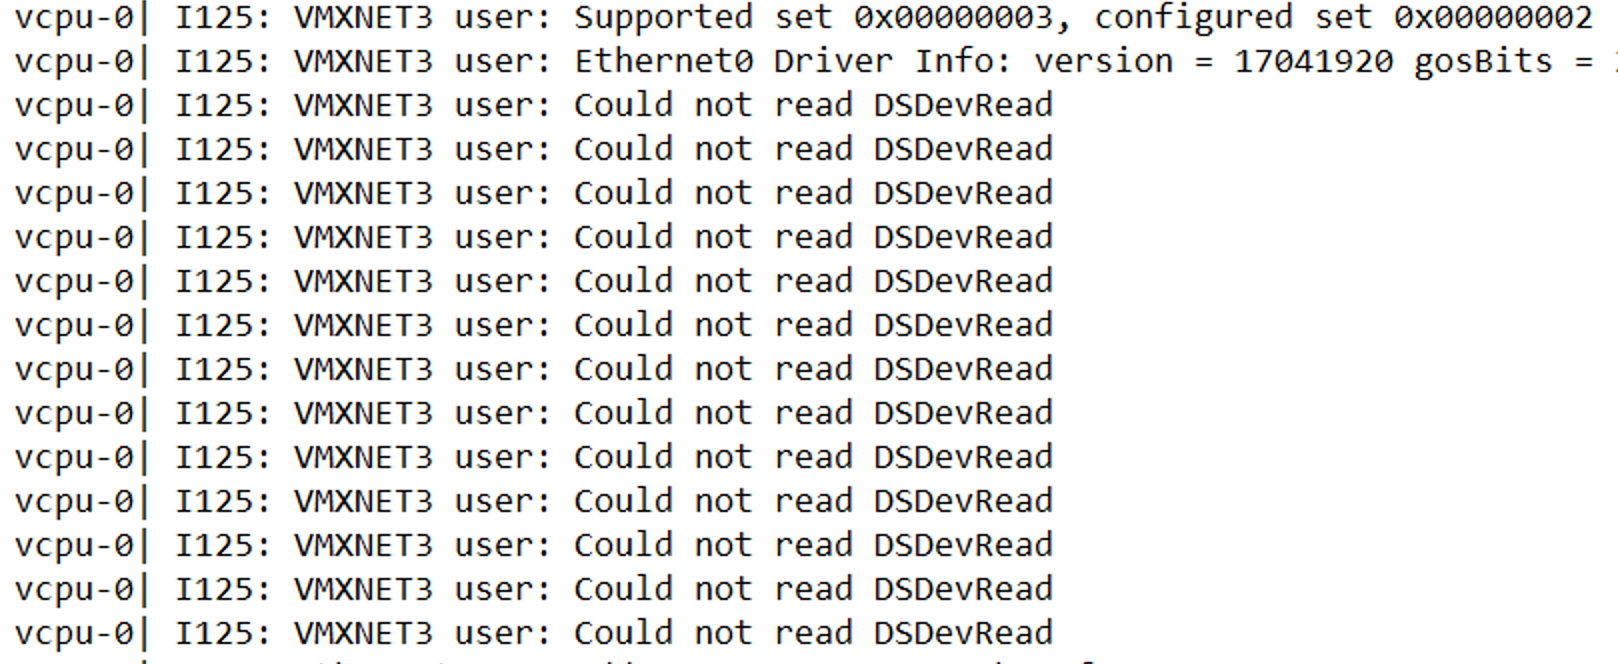 vcpu-0| I125: VMXNET3 user: Supported set 0x00000003, configured set 0x00000002
vcpu-0| I125: VMXNET3 user: Ethernet0 Driver Info: version = 17041920 gosBits =
vcpu-0| I125: VMXNET3 user: Could not read DSDevRead
vcpu-0| I125: VMXNET3 user: Could not read DSDevRead
vcpu-0| I125: VMXNET3 user: Could not read DSDevRead
vcpu-0| I125: VMXNET3 user: Could not read DSDevRead
vcpu-0| I125: VMXNET3 user: Could not read DSDevRead
vcpu-0| I125: VMXNET3 user: Could not read DSDevRead
vcpu-0| I125: VMXNET3 user: Could not read DSDevRead
vcpu-0| I125: VMXNET3 user: Could not read DSDevRead
vcpu-0| I125: VMXNET3 user: Could not read DSDevRead
vcpu-0| I125: VMXNET3 user: Could not read DSDevRead
vcpu-0| I125: VMXNET3 user: Could not read DSDevRead
vcpu-0| I125: VMXNET3 user: Could not read DSDevRead
vcpu-0| I125: VMXNET3 user: Could not read DSDevRead